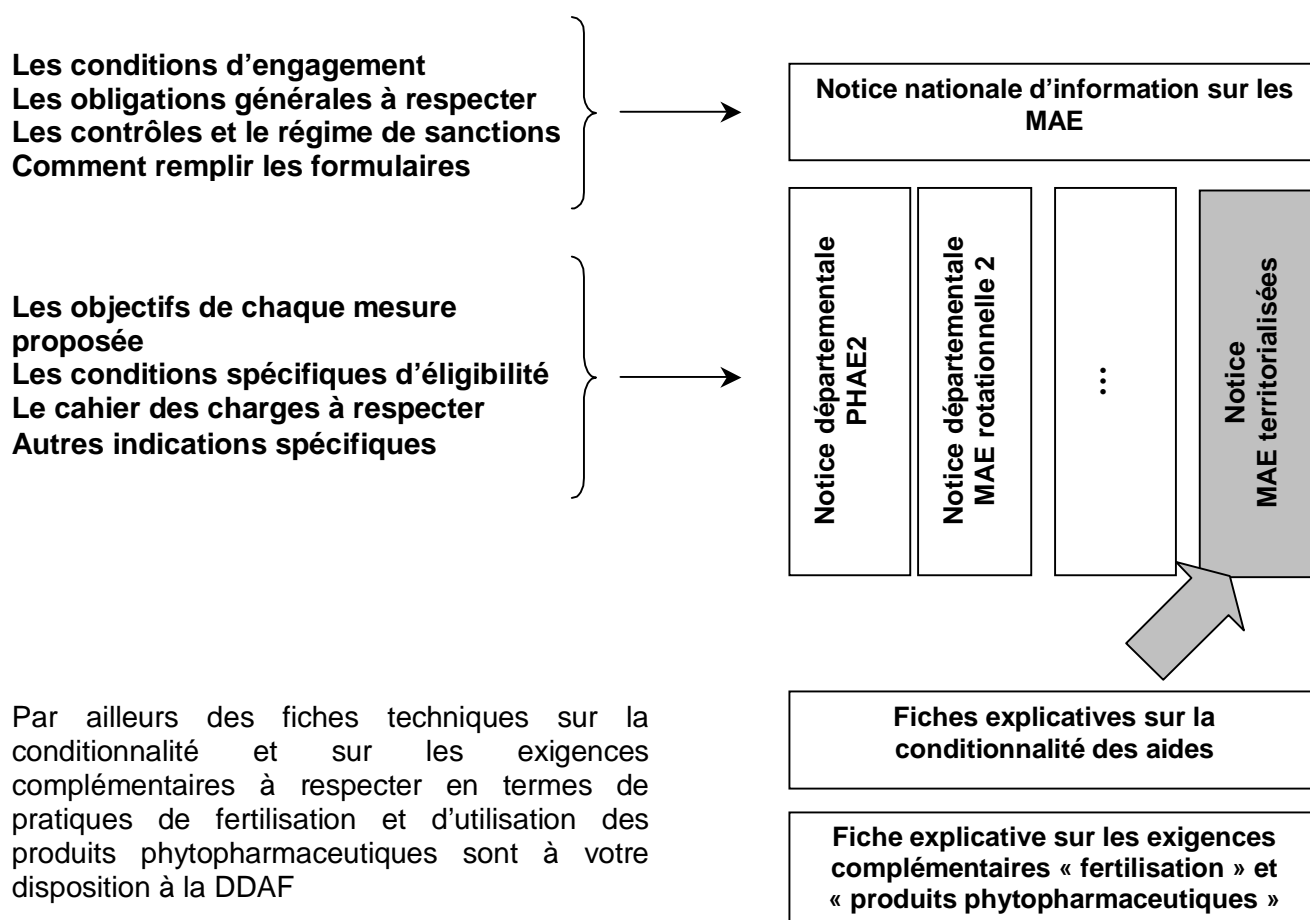 Les conditions d’engagement
Les obligations générales à respecter
Les contrôles et le régime de sanctions
Comment remplir les formulaires
Notice nationale d’information sur les
MAE
Les objectifs de chaque mesure
proposée
Les conditions spécifiques d’éligibilité
Le cahier des charges à respecter
Autres indications spécifiques
Notice départementale
PHAE2
Notice départementale
MAE rotationnelle 2
…
Notice
MAE territorialisées
Par ailleurs des fiches techniques sur la
conditionnalité et sur les exigences
complémentaires à respecter en termes de
pratiques de fertilisation et d’utilisation des
produits phytopharmaceutiques sont à votre
disposition à la DDAF
Fiches explicatives sur la
conditionnalité des aides
Fiche explicative sur les exigences
complémentaires « fertilisation » et
« produits phytopharmaceutiques »